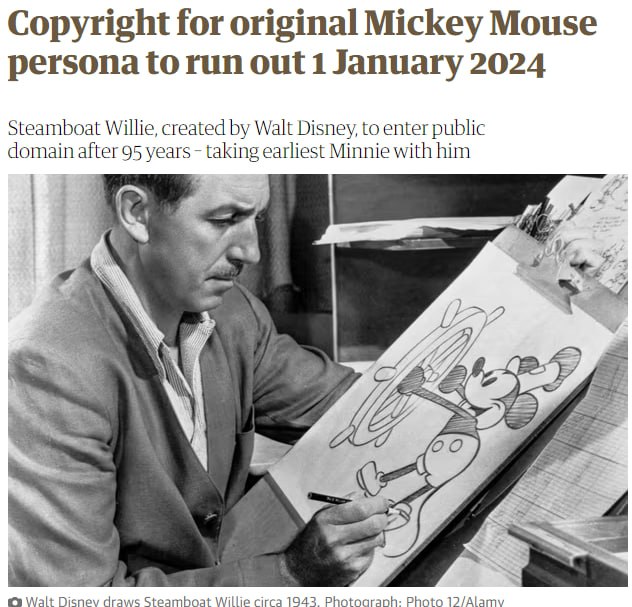 Copyright for original Mickey Mouse
persona to run out 1 January 2024
Steamboat Willie, created by Walt Disney, to enter public
domain after 95 years – taking earliest Minnie with him
Walt Disney draws Steamboat Willie circa 1943. Photograph: Photo 12/Alamy